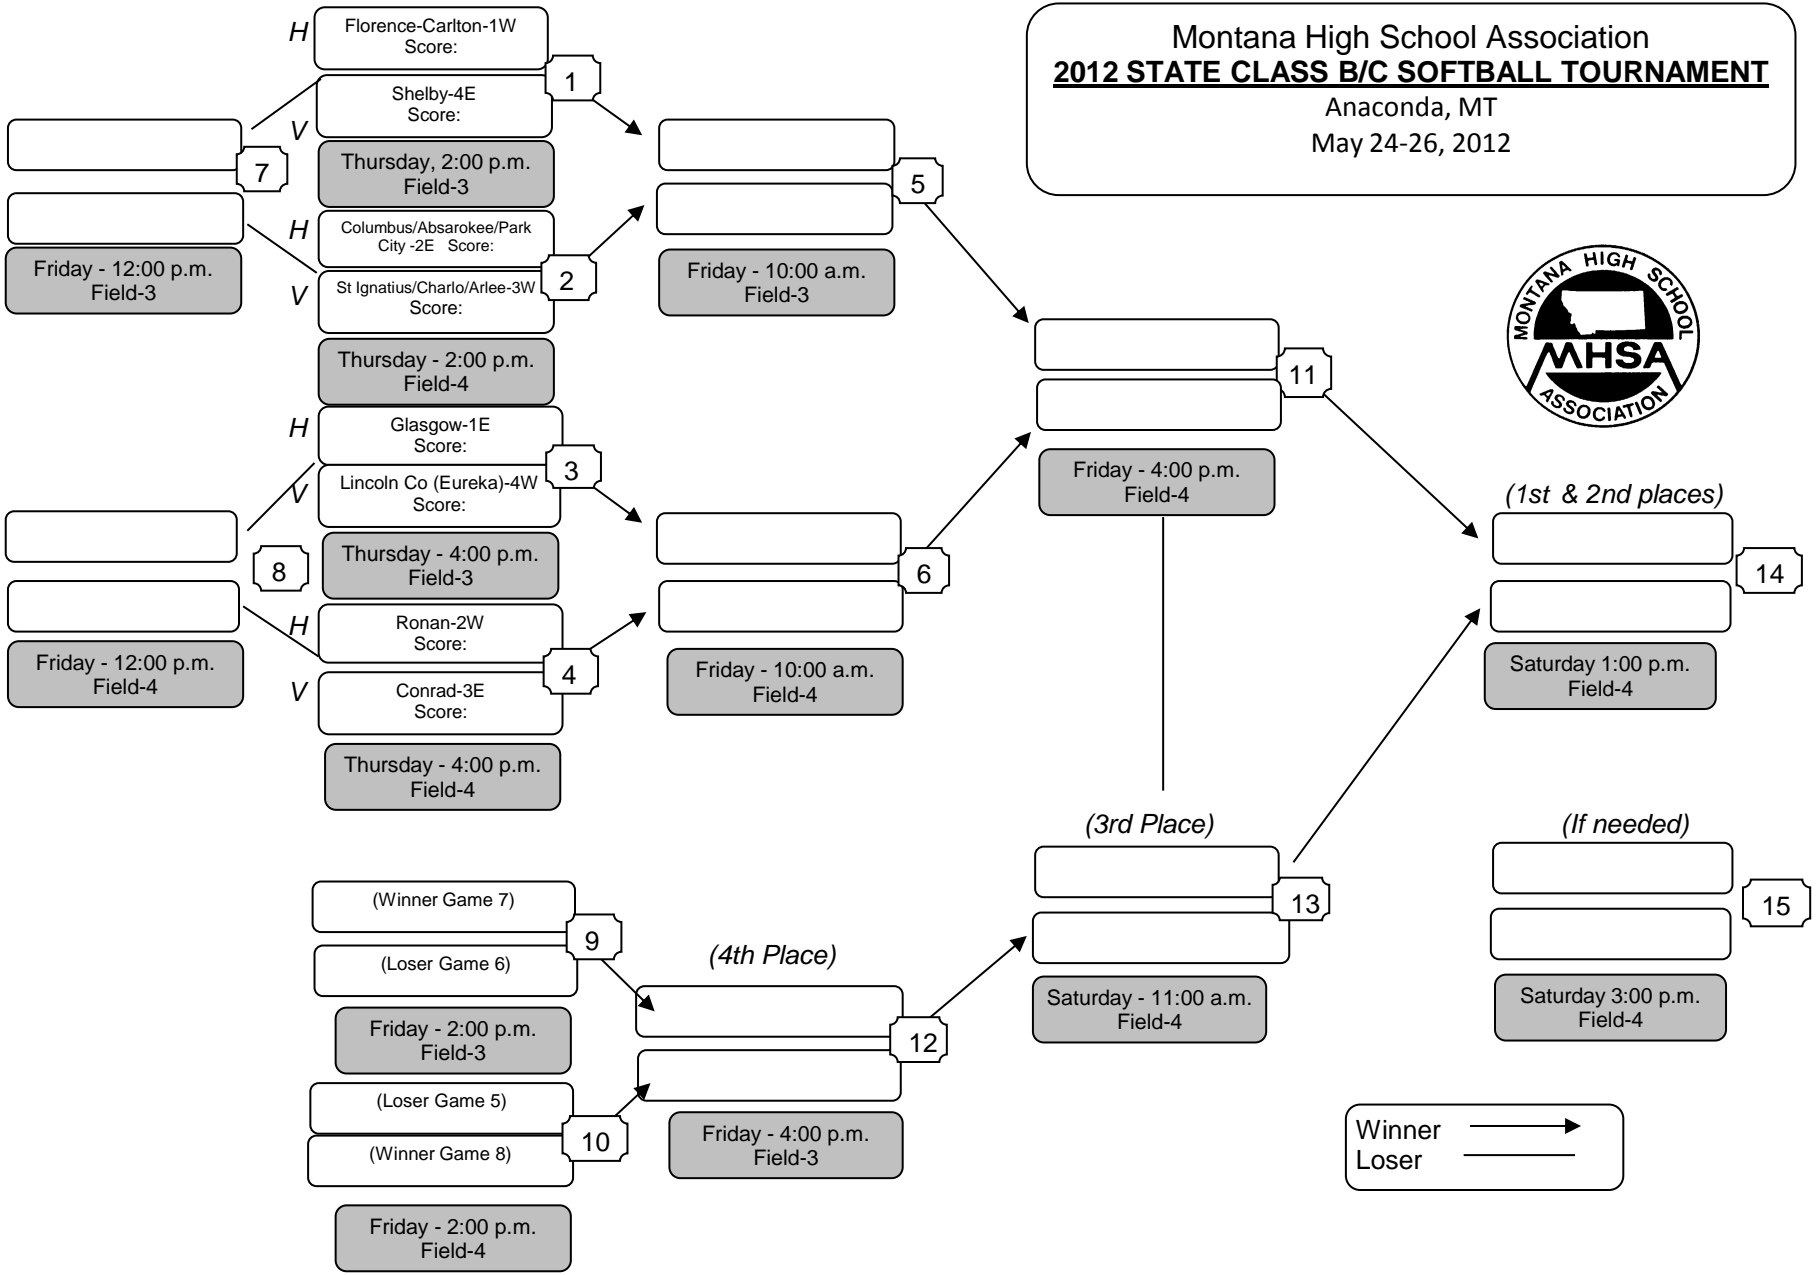 Montana High School Association
2012 STATE CLASS B/C SOFTBALL TOURNAMENT
Anaconda, MT
May 24-26, 2012
MONTANA HIGH SCHOOL
MHSA
ASSOCIATION
H
Florence-Carlton-1W
Score:
1
Shelby-4E
Score:
V
Thursday, 2:00 p.m.
Field-3
7
Friday - 12:00 p.m.
Field-3
H
Columbus/Absarokee/Park
City -2E Score:
2
V
St Ignatius/Charlo/Arlee-3W
Score:
Thursday - 2:00 p.m.
Field-4
5
Friday - 10:00 a.m.
Field-3
H
Glasgow-1E
Score:
3
V
Lincoln Co (Eureka)-4W
Score:
Thursday - 4:00 p.m.
Field-3
8
Friday - 12:00 p.m.
Field-4
H
Ronan-2W
Score:
4
V
Conrad-3E
Score:
Thursday - 4:00 p.m.
Field-4
6
Friday - 10:00 a.m.
Field-4
11
Friday - 4:00 p.m.
Field-4
(1st & 2nd places)
14
Saturday 1:00 p.m.
Field-4
(Winner Game 7)
9
(Loser Game 6)
Friday - 2:00 p.m.
Field-3
(Loser Game 5)
10
(Winner Game 8)
Friday - 2:00 p.m.
Field-4
(4th Place)
12
Friday - 4:00 p.m.
Field-3
(3rd Place)
13
Saturday - 11:00 a.m.
Field-4
(If needed)
15
Saturday 3:00 p.m.
Field-4
Winner
Loser